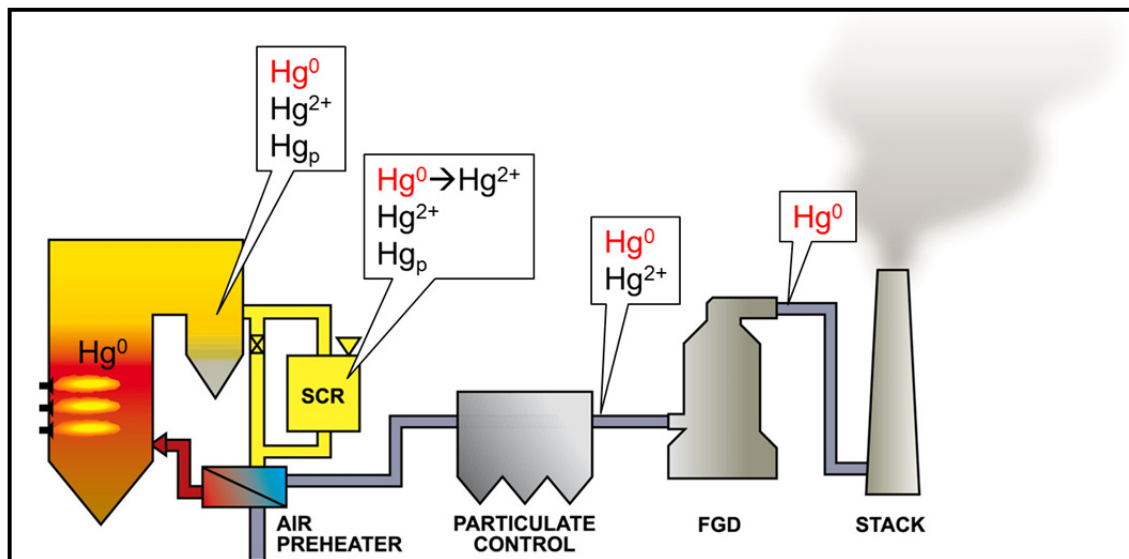 Hg⁰
Hg²⁺
Hgₚ
Hg⁰→Hg²⁺
Hg²⁺
Hgₚ
Hg⁰
Hg²⁺
Hg⁰
Hg⁰
SCR
AIR
PREHEATER
PARTICULATE
CONTROL
FGD
STACK